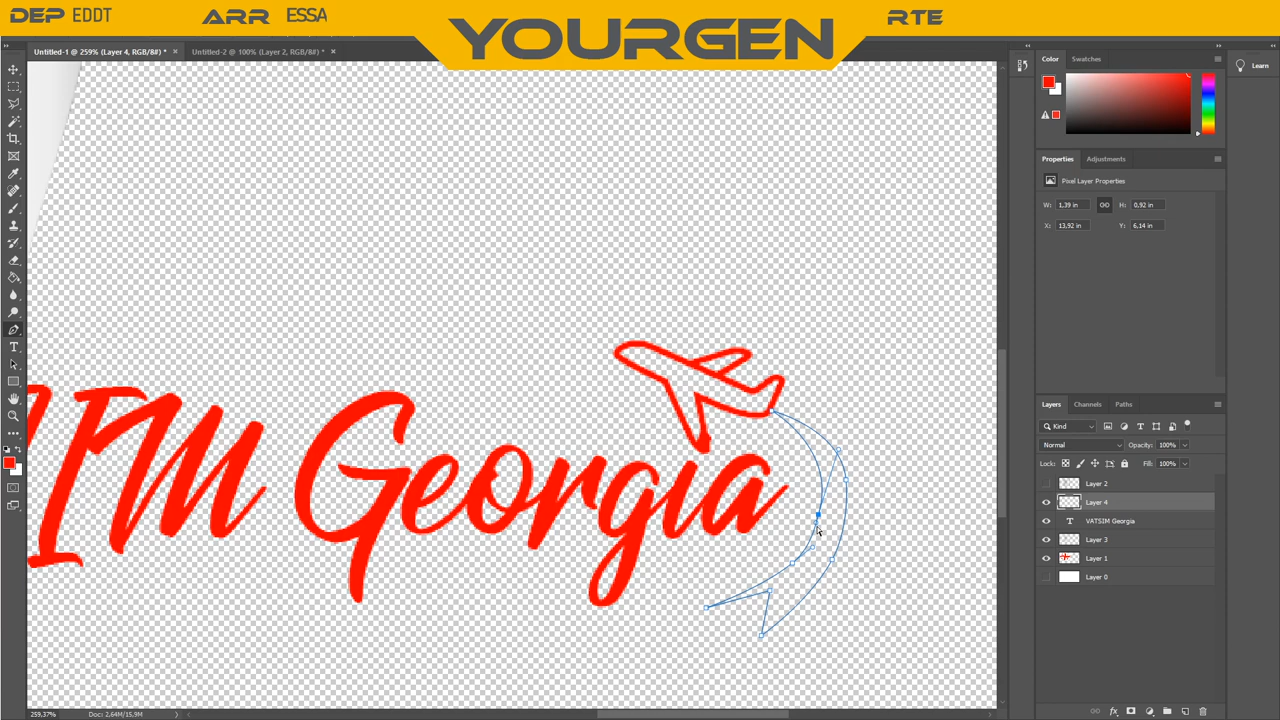 DEP EDDT ARR ESSA YOURGEN RTE
Untitled-1 @ 259% (Layer 4, RGB/8#) * × Untitled-2 @ 100% (Layer 2, RGB/8#) * ×
Color Swatches
Learn
Properties Adjustments
Pixel Layer Properties
W: 1,39 in H: 0,92 in
X: 13,92 in Y: 6,14 in
IM Georgia
Layers Channels Paths
Kind
Normal Opacity: 100%
Lock: Fill: 100%
Layer 2
Layer 4
T VATSIM Georgia
Layer 3
Layer 1
Layer 0
259,37% Doc: 2,64M/15,9M